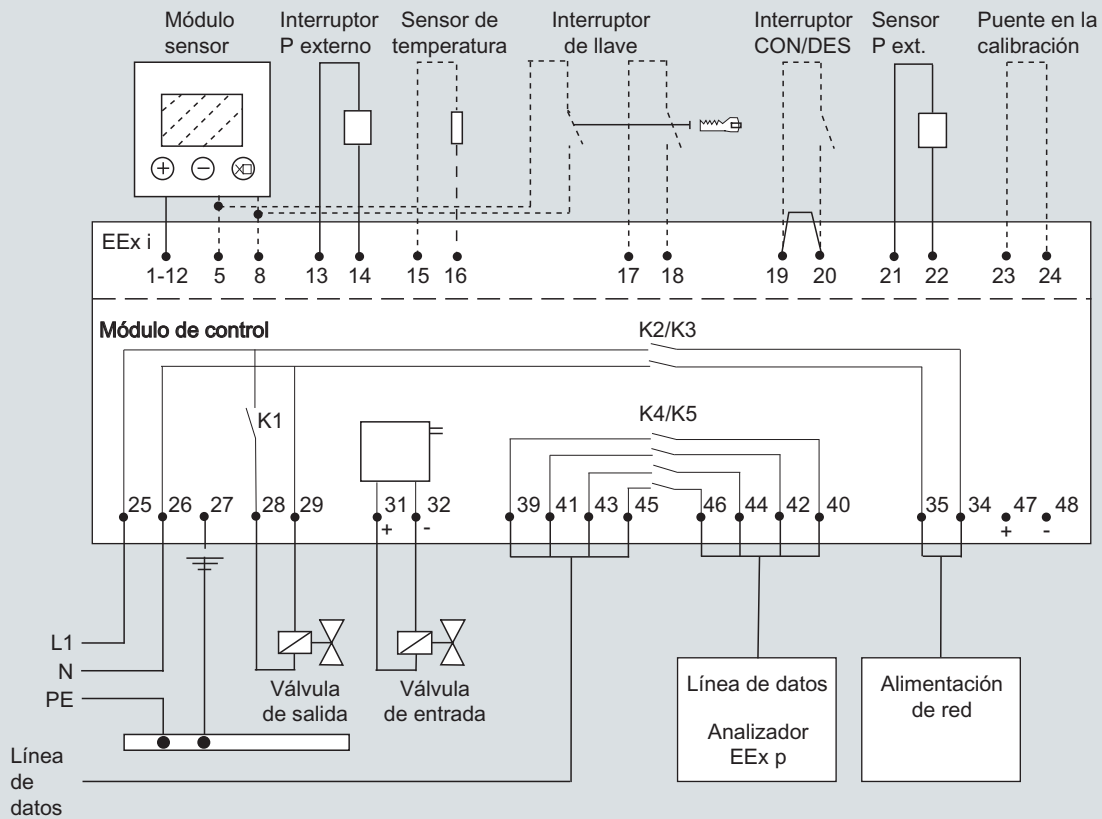 Módulo
sensor
Interruptor
P externo
Sensor de
temperatura
Interruptor
de llave
Interruptor
CON/DES
Sensor
P ext.
Puente en la
calibración
EEx i
1-12 5 8 13 14 15 16 17 18 19 20 21 22 23 24
Módulo de control
K2/K3
K1
K4/K5
25 26 27 28 29 31 32 39 41 43 45 46 44 42 40 35 34 47 48
+ - + -
L1
N
PE
Válvula
de salida
Válvula
de entrada
Línea de datos
Analizador
EEx p
Alimentación
de red
Línea
de
datos